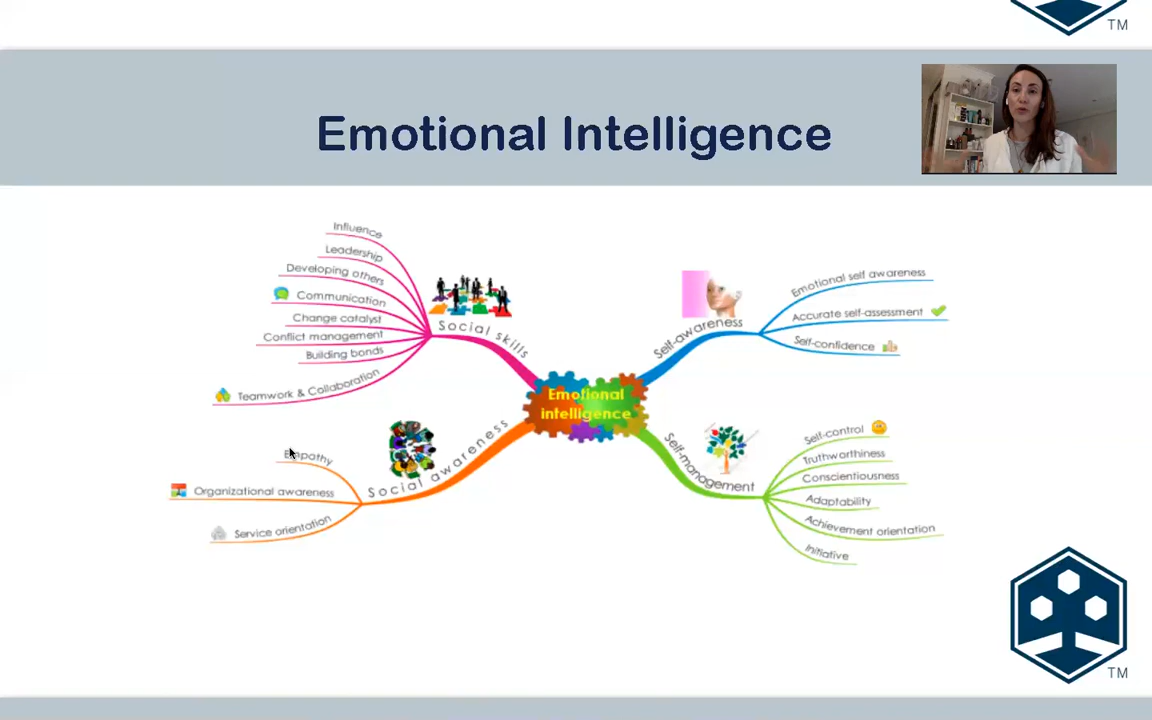 TM
Emotional Intelligence
Influence
Leadership
Developing others
Communication
Change catalyst
Conflict management
Building bonds
Teamwork & Collaboration
Social skills
Self-awareness
Emotional self awareness
Accurate self-assessment
Self-confidence
Emotional
intelligence
Empathy
Organizational awareness
Service orientation
Social awareness
Self-management
Self-control
Truthworthiness
Conscientiousness
Adaptability
Achievement orientation
Initiative
TM